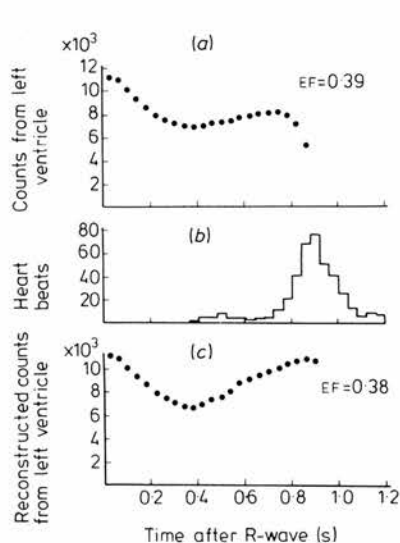 (a)
×10³
12
10
8
6
4
2
Counts from left
ventricle
EF=0·39
(b)
80
60
40
20
Heart
beats
(c)
×10³
10
8
6
4
2
Reconstructed counts
from left ventricle
EF=0·38
0·2 0·4 0·6 0·8 1·0 1·2
Time after R-wave (s)